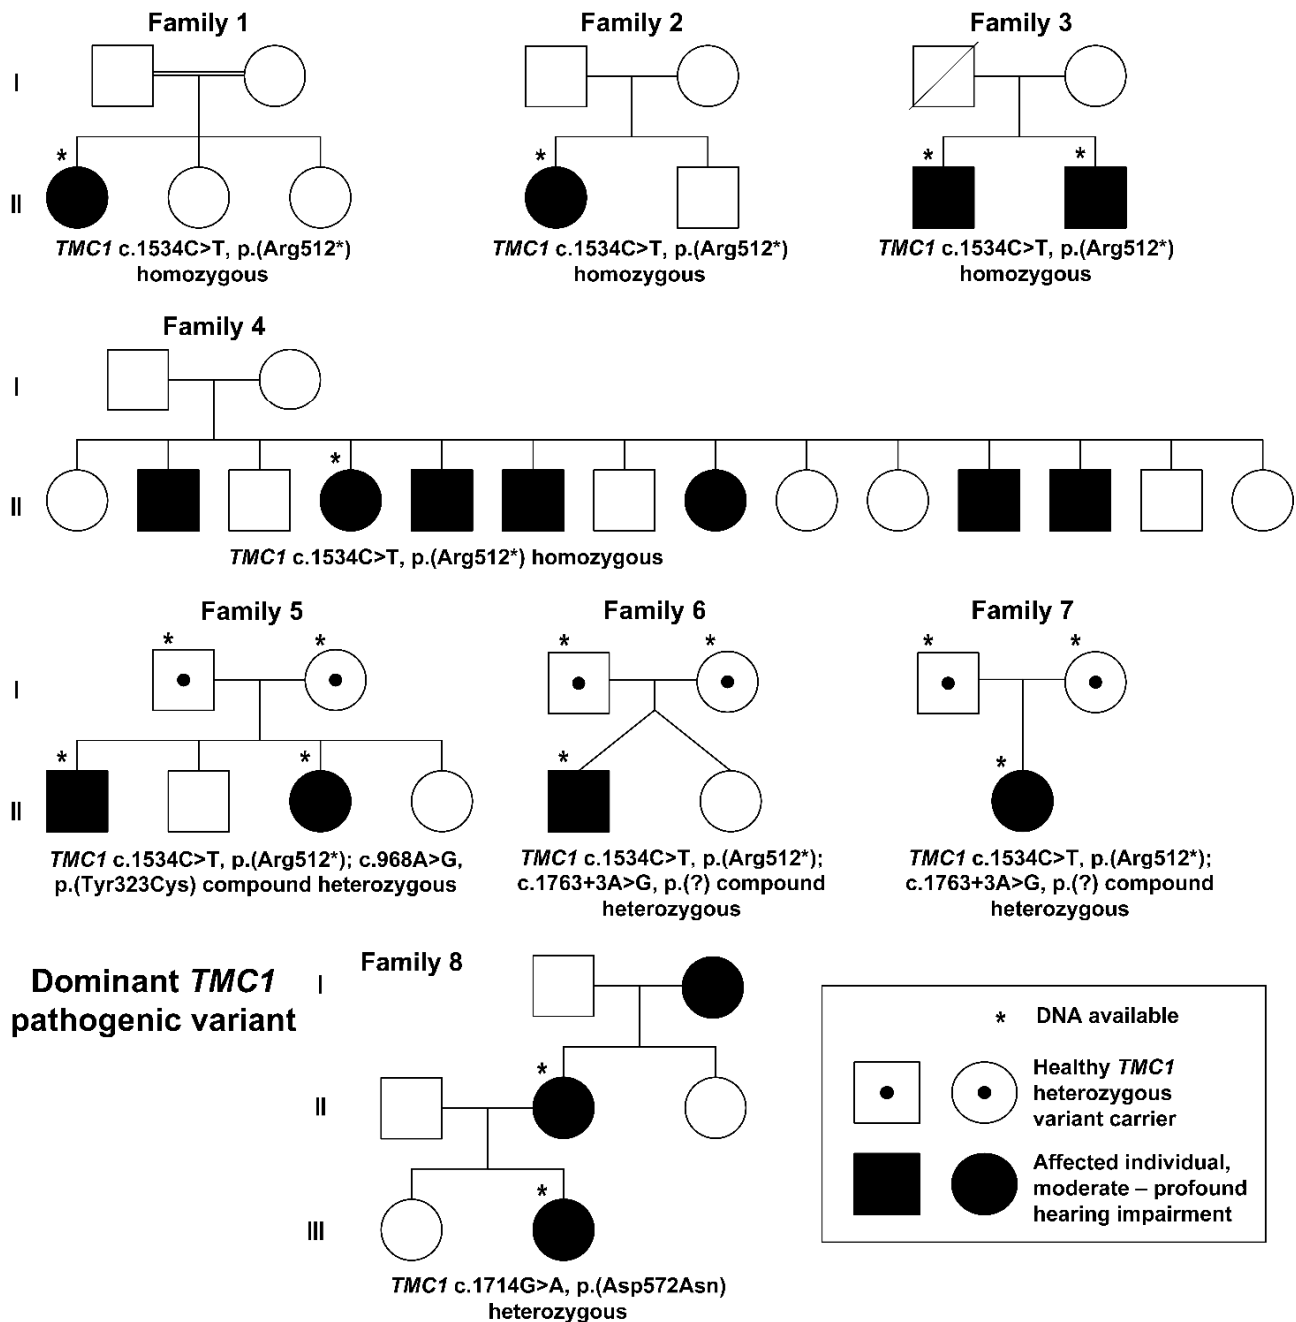 Family 1
Family 2
Family 3
I
* * * *
II
TMC1 c.1534C>T, p.(Arg512*)
homozygous
TMC1 c.1534C>T, p.(Arg512*)
homozygous
TMC1 c.1534C>T, p.(Arg512*)
homozygous
Family 4
I
*
II
TMC1 c.1534C>T, p.(Arg512*) homozygous
Family 5
Family 6
Family 7
* * * * * *
I
* * * *
II
TMC1 c.1534C>T, p.(Arg512*); c.968A>G,
p.(Tyr323Cys) compound heterozygous
TMC1 c.1534C>T, p.(Arg512*);
c.1763+3A>G, p.(?) compound
heterozygous
TMC1 c.1534C>T, p.(Arg512*);
c.1763+3A>G, p.(?) compound
heterozygous
Dominant TMC1
pathogenic variant
Family 8
I
*
II
*
III
TMC1 c.1714G>A, p.(Asp572Asn)
heterozygous
* DNA available
Healthy TMC1
heterozygous
variant carrier
Affected individual,
moderate – profound
hearing impairment